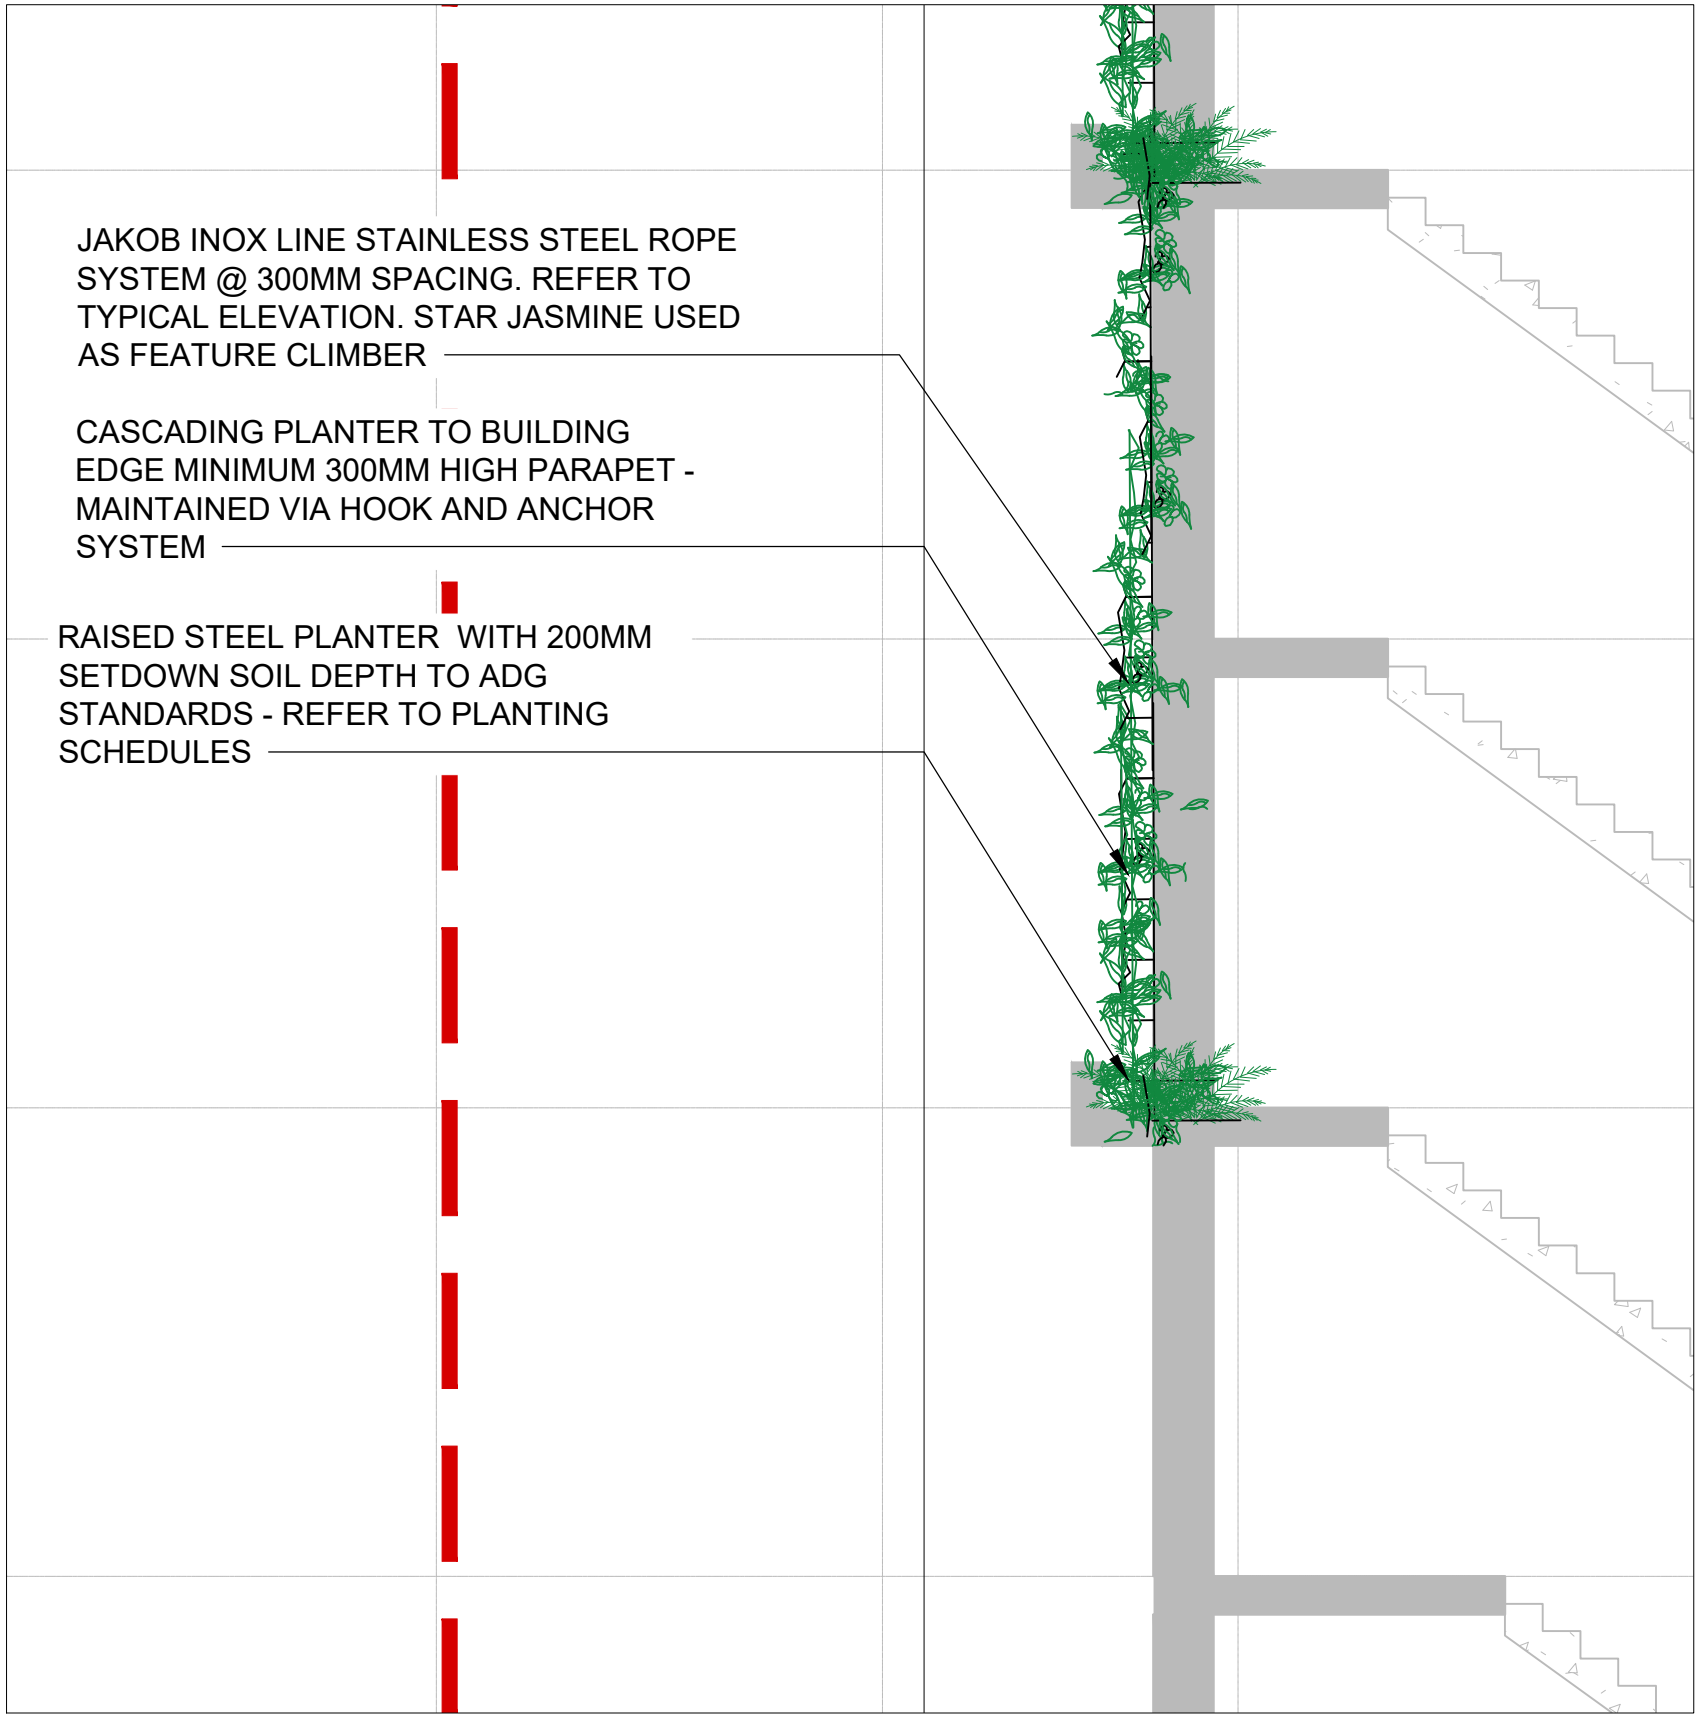 JAKOB INOX LINE STAINLESS STEEL ROPE
SYSTEM @ 300MM SPACING. REFER TO
TYPICAL ELEVATION. STAR JASMINE USED
AS FEATURE CLIMBER
CASCADING PLANTER TO BUILDING
EDGE MINIMUM 300MM HIGH PARAPET -
MAINTAINED VIA HOOK AND ANCHOR
SYSTEM
RAISED STEEL PLANTER WITH 200MM
SETDOWN SOIL DEPTH TO ADG
STANDARDS - REFER TO PLANTING
SCHEDULES